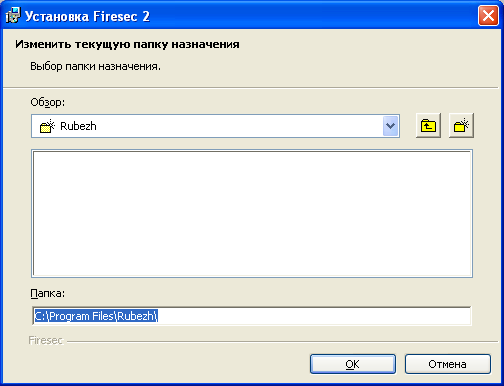 Установка Firesec 2
Изменить текущую папку назначения
Выбор папки назначения.
Обзор:
Rubezh
Папка:
C:\Program Files\Rubezh\
Firesec
OK
Отмена